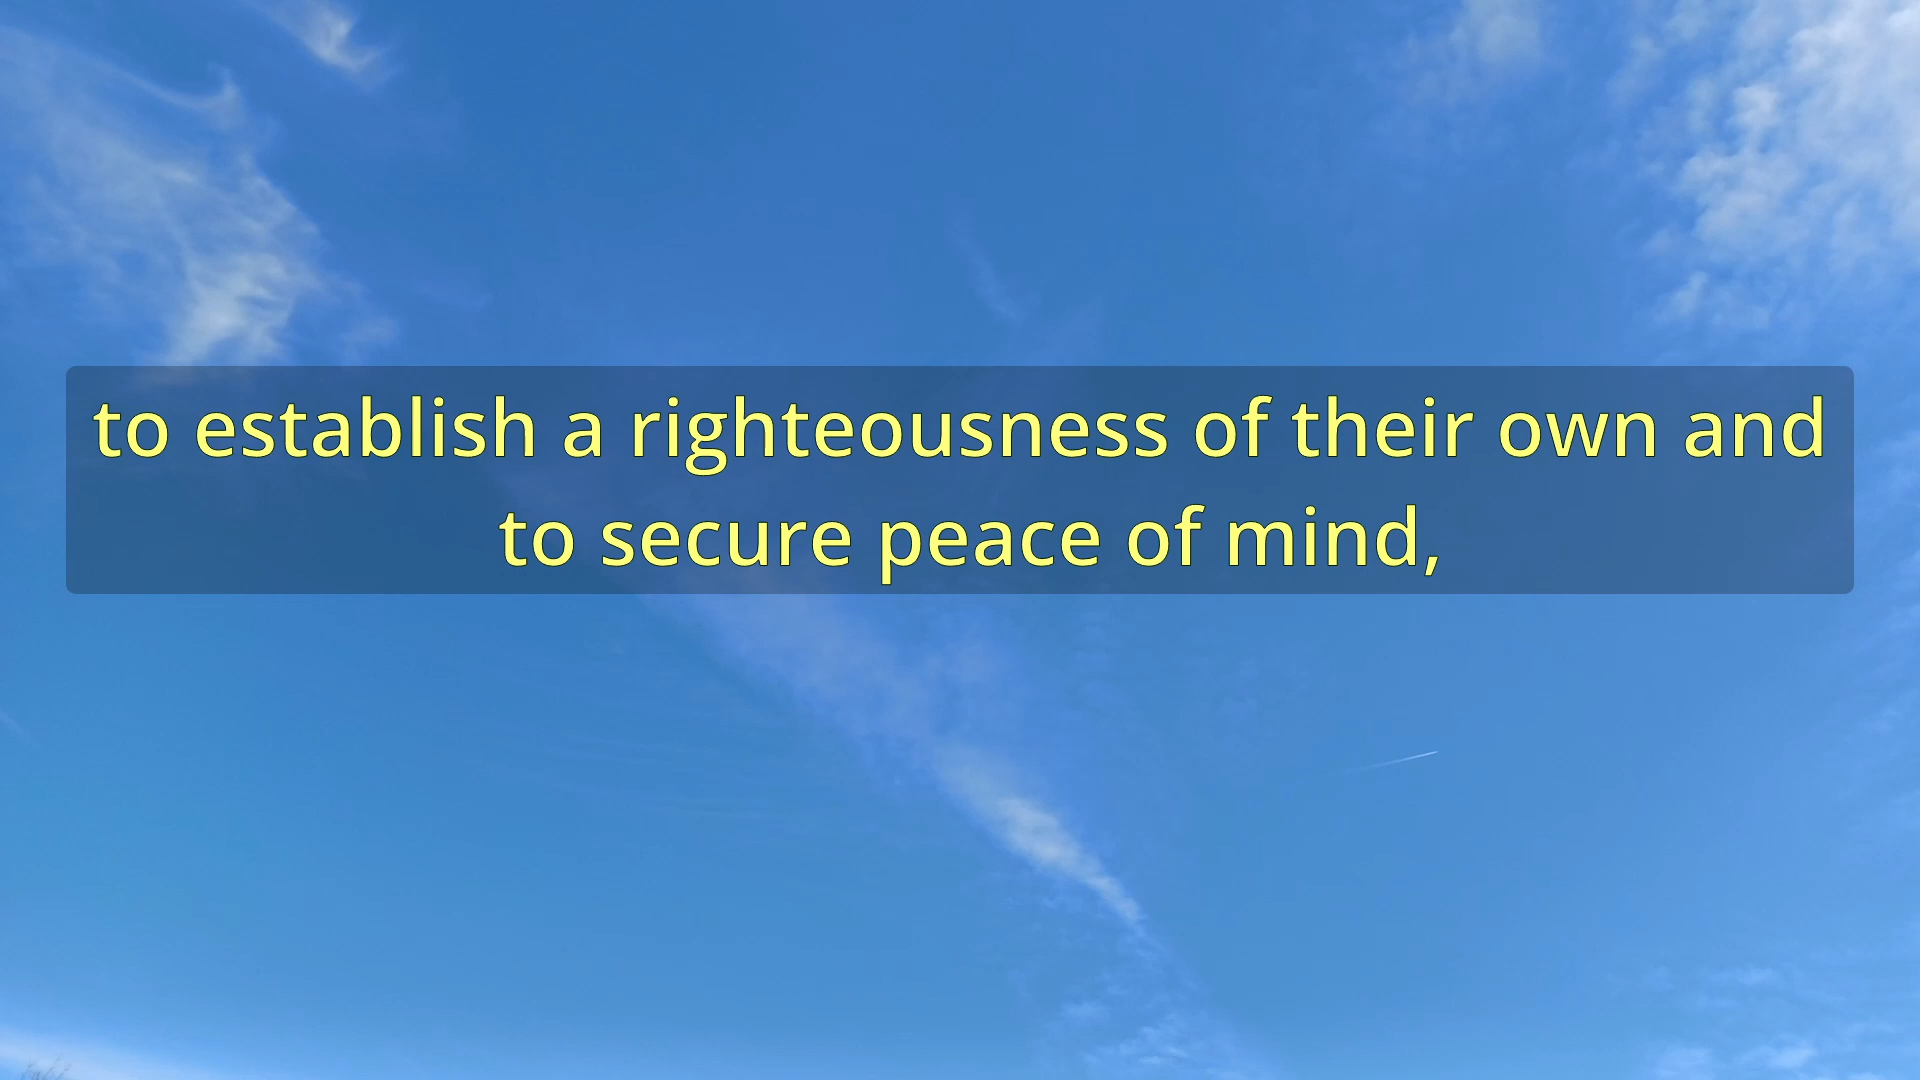 to establish a righteousness of their own and
to secure peace of mind,